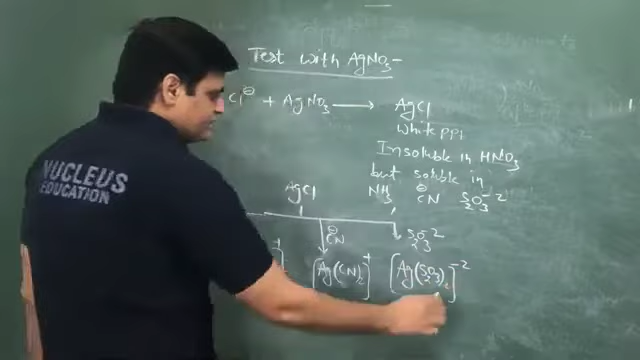 Test with AgNO₃-
Cl⊖ + AgNO₃ ⟶ AgCl
White PPt
Insoluble in HNO₃
but soluble in
NH₃ ⊖CN S₂O₃⁻²
AgCl
⊖CN S₂O₃⁻²
[Ag(CN)₂]⁻¹ [Ag(S₂O₃)₂]⁻²
NUCLEUS
EDUCATION